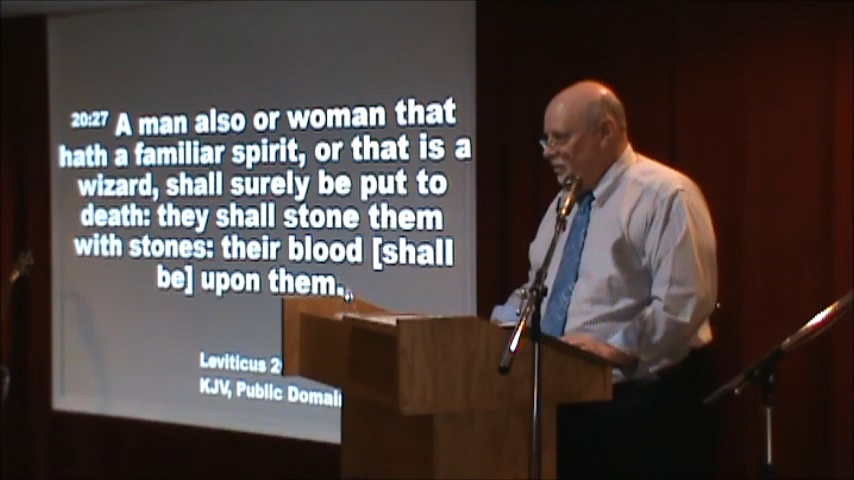 20:27 A man also or woman that
hath a familiar spirit, or that is a
wizard, shall surely be put to
death: they shall stone them
with stones: their blood [shall
be] upon them.
Leviticus
KJV, Public Domain